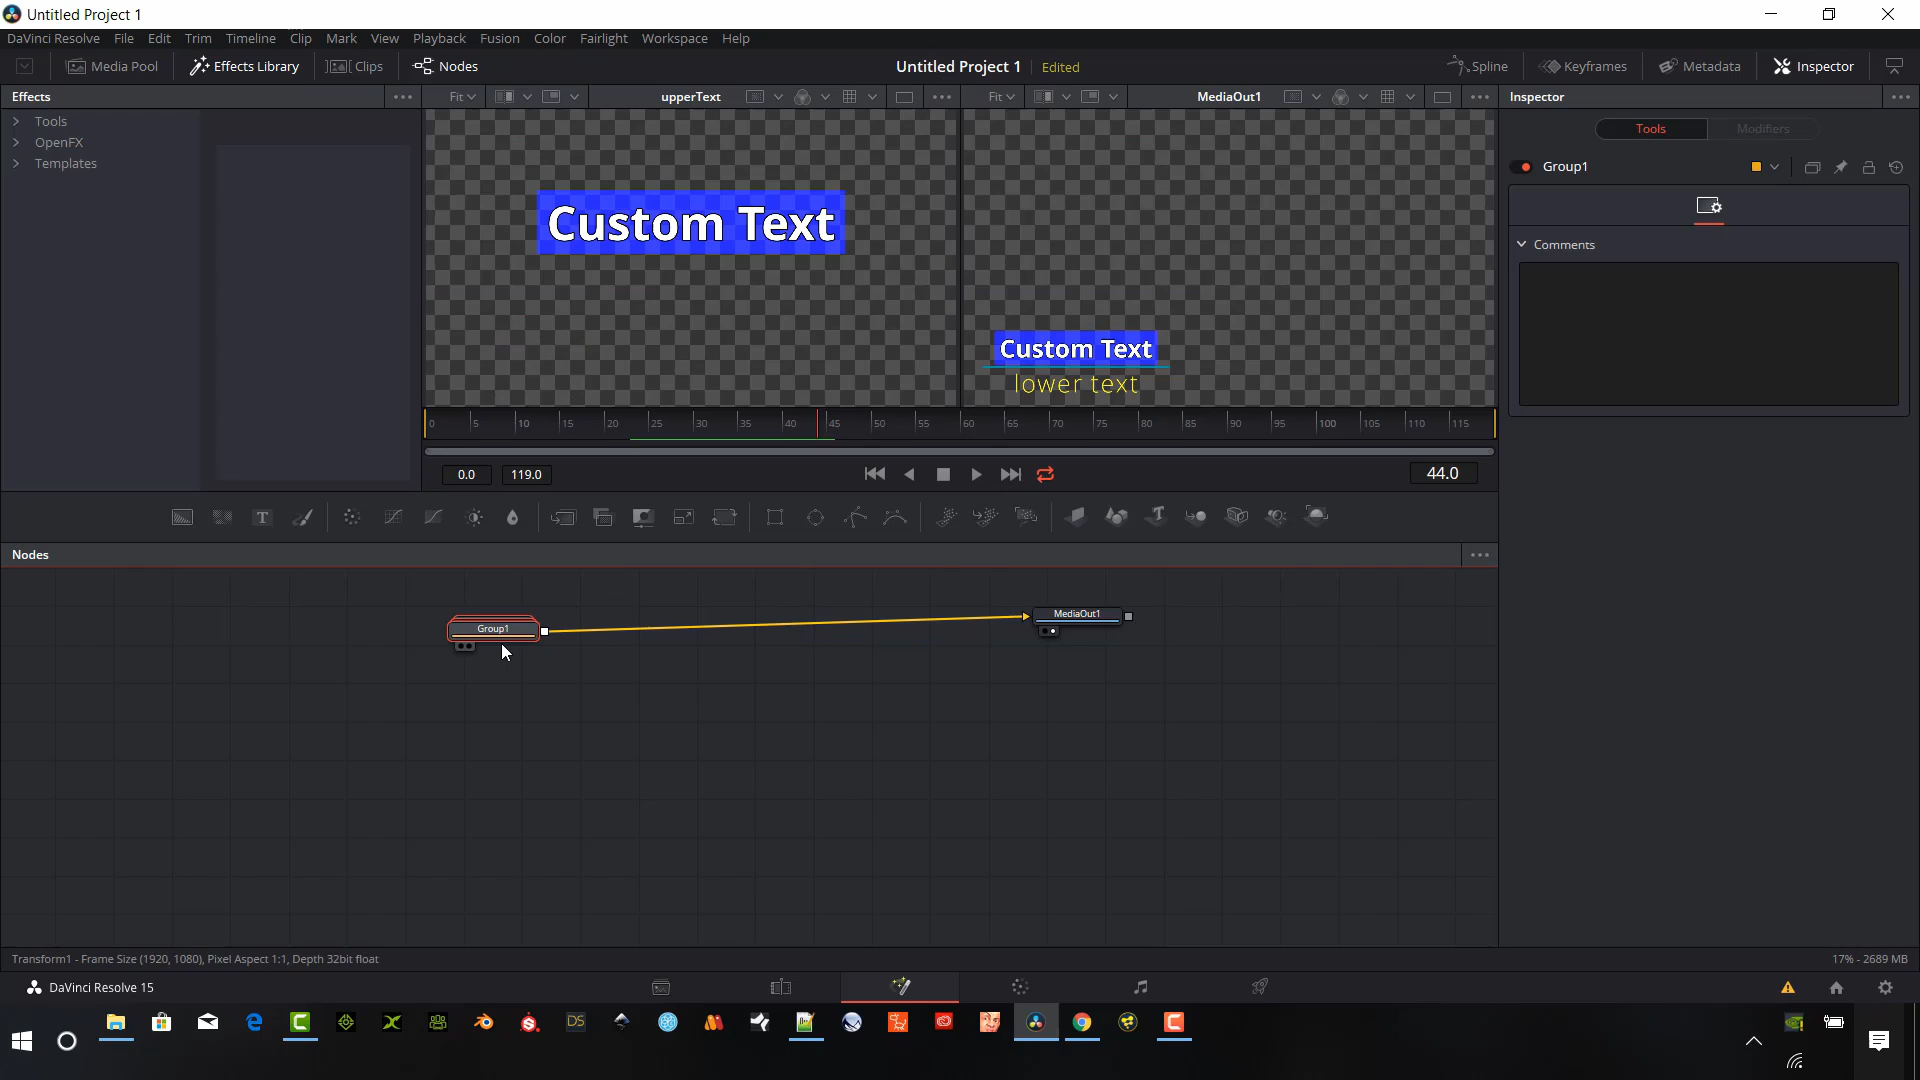 Untitled Project 1
DaVinci Resolve File Edit Trim Timeline Clip Mark View Playback Fusion Color Fairlight Workspace Help
Media Pool Effects Library Clips Nodes Untitled Project 1 Edited Spline Keyframes Metadata Inspector
Effects Fit upperText Fit MediaOut1 Inspector
Tools
OpenFX
Templates
Custom Text
Custom Text
lower text
Tools Modifiers
Group1
Comments
0 5 10 15 20 25 30 35 40 45 50 55 60 65 70 75 80 85 90 95 100 105 110 115
0.0 119.0 44.0
Nodes
Group1
MediaOut1
Transform1 - Frame Size (1920, 1080), Pixel Aspect 1:1, Depth 32bit float 17% - 2689 MB
DaVinci Resolve 15
DS